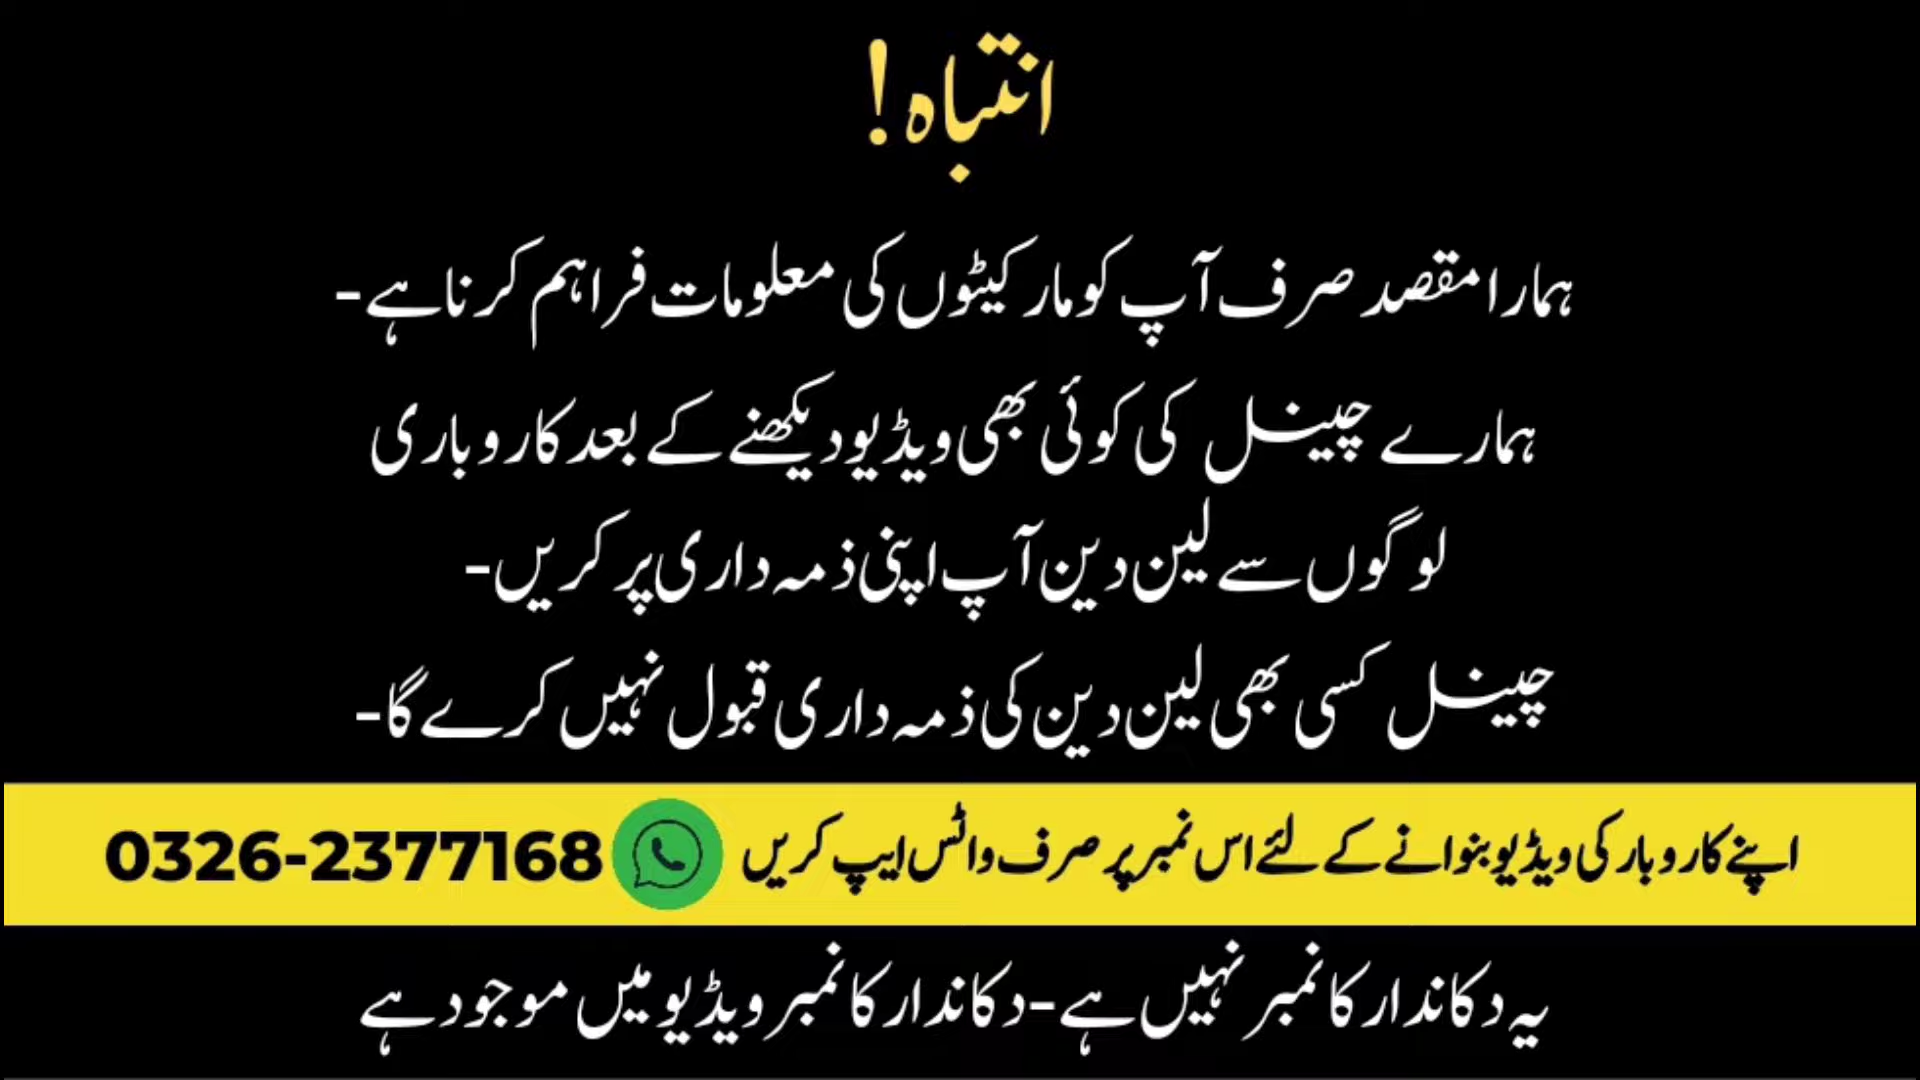 انتباہ!
ہمارا مقصد صرف آپ کو مارکیٹوں کی معلومات فراہم کرنا ہے-
ہمارے چینل کی کوئی بھی ویڈیو دیکھنے کے بعد کاروباری
لوگوں سے لین دین آپ اپنی ذمہ داری پر کریں-
چینل کسی بھی لین دین کی ذمہ داری قبول نہیں کرے گا-
اپنے کاروبار کی ویڈیو بنوانے کے لئے اس نمبر پر صرف واٹس ایپ کریں 0326-2377168
یہ دکاندار کا نمبر نہیں ہے-دکاندار کا نمبر ویڈیو میں موجود ہے